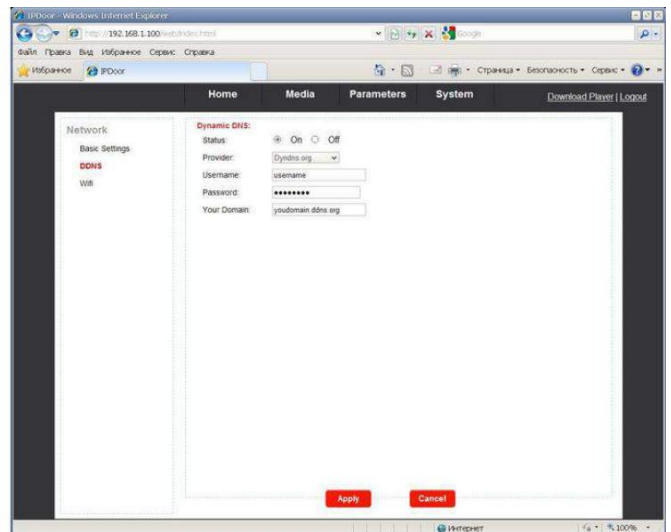 IPDoor - Windows Internet Explorer
http://192.168.1.100/web/index.html
Google
Файл Правка Вид Избранное Сервис Справка
Избранное IPDoor Страница Безопасность Сервис
Home Media Parameters System Download Player | Logout
Network
Basic Settings
DDNS
Wifi
Dynamic DNS:
Status: On Off
Provider: Dyndns.org
Username: username
Password: ••••••••
Your Domain: youdomain.ddns.org
Apply Cancel
Интернет 100%